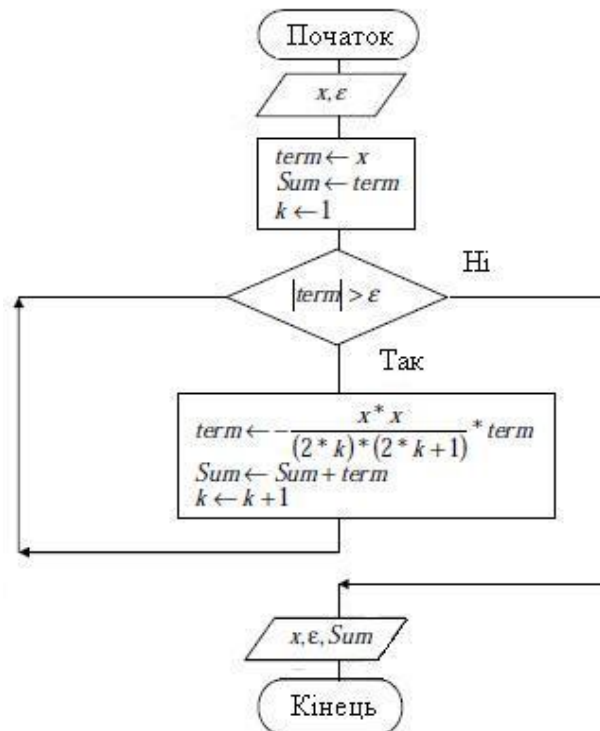 Початок
x, ε
term ← x
Sum ← term
k ← 1
Ні
|term| > ε
Так
term ← - x * x / (2 * k) * (2 * k + 1) * term
Sum ← Sum + term
k ← k + 1
x, ε, Sum
Кінець